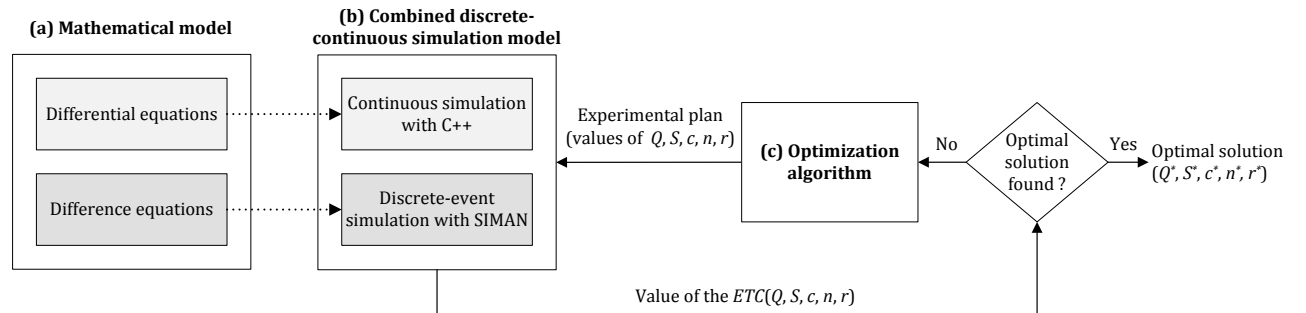 (a) Mathematical model
Differential equations
Difference equations
(b) Combined discrete-
continuous simulation model
Continuous simulation
with C++
Discrete-event
simulation with SIMAN
Experimental plan
(values of Q, S, c, n, r)
(c) Optimization
algorithm
No
Optimal
solution
found ?
Yes
Optimal solution
(Q*, S*, c*, n*, r*)
Value of the ETC(Q, S, c, n, r)